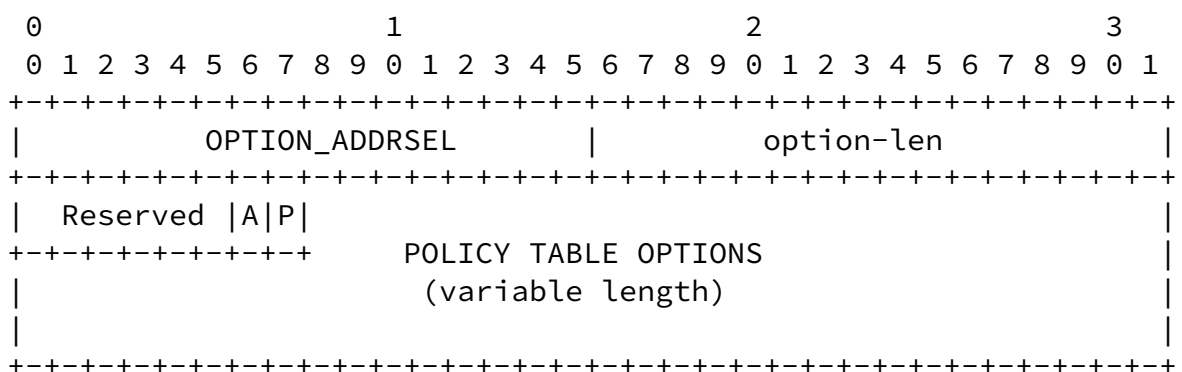 0                   1                   2                   3
 0 1 2 3 4 5 6 7 8 9 0 1 2 3 4 5 6 7 8 9 0 1 2 3 4 5 6 7 8 9 0 1
+-+-+-+-+-+-+-+-+-+-+-+-+-+-+-+-+-+-+-+-+-+-+-+-+-+-+-+-+-+-+-+-+
|          OPTION_ADDRSEL       |         option-len            |
+-+-+-+-+-+-+-+-+-+-+-+-+-+-+-+-+-+-+-+-+-+-+-+-+-+-+-+-+-+-+-+-+
|  Reserved |A|P|                                               |
+-+-+-+-+-+-+-+-+     POLICY TABLE OPTIONS                      |
|                      (variable length)                        |
|                                                               |
+-+-+-+-+-+-+-+-+-+-+-+-+-+-+-+-+-+-+-+-+-+-+-+-+-+-+-+-+-+-+-+-+